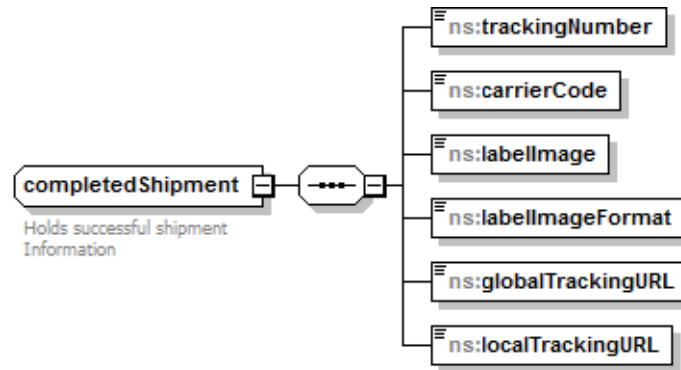 ns:trackingNumber
ns:carrierCode
ns:labelImage
completedShipment
Holds successful shipment
Information
ns:labelImageFormat
ns:globalTrackingURL
ns:localTrackingURL